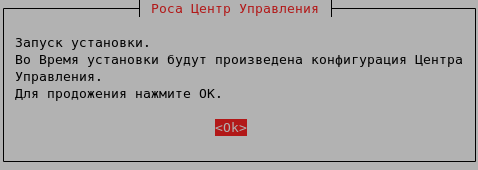 Роса Центр Управления
Запуск установки.
Во Время установки будут произведена конфигурация Центра
Управления.
Для продожения нажмите OK.
<Ok>